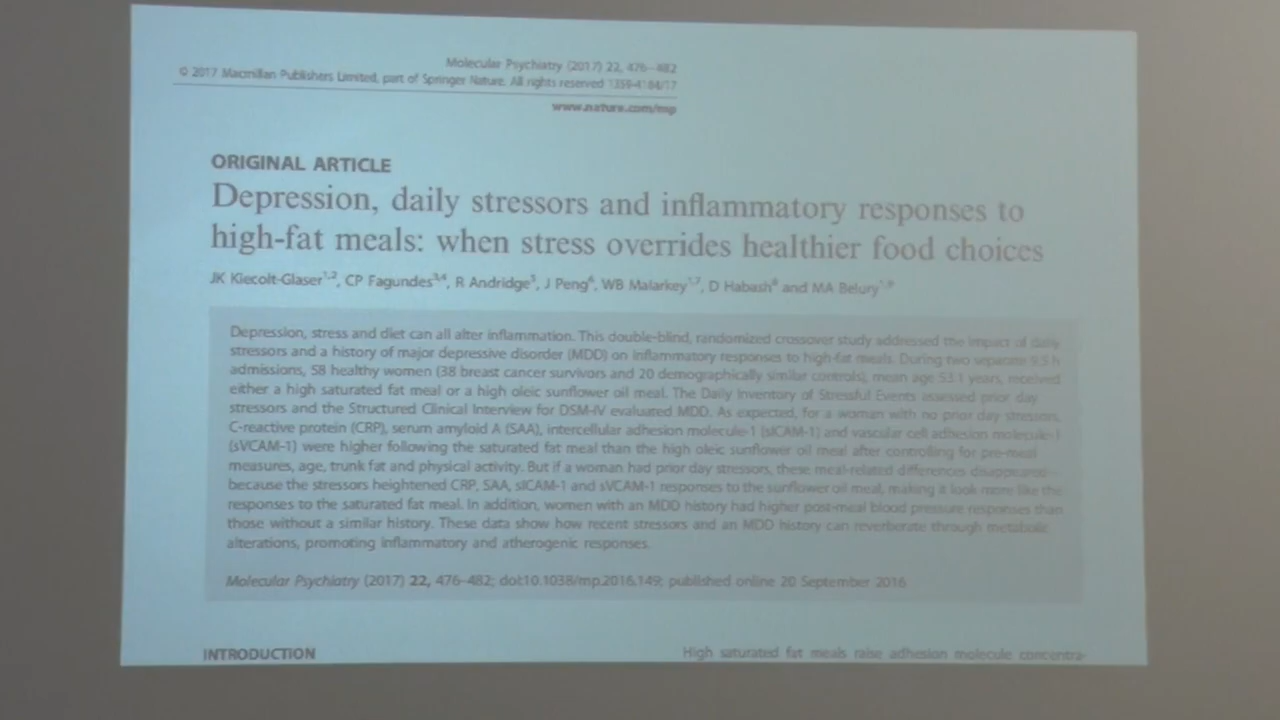 Molecular Psychiatry (2017) 22, 476–482
© 2017 Macmillan Publishers Limited, part of Springer Nature. All rights reserved 1359-4184/17
www.nature.com/mp
ORIGINAL ARTICLE
Depression, daily stressors and inflammatory responses to
high-fat meals: when stress overrides healthier food choices
JK Kiecolt-Glaser1,2, CP Fagundes3,4, R Andridge5, J Peng6, WB Malarkey1,7, D Habash8 and MA Belury1,9
Depression, stress and diet can all alter inflammation. This double-blind, randomized crossover study addressed the impact of daily
stressors and a history of major depressive disorder (MDD) on inflammatory responses to high-fat meals. During two separate 9.5 h
admissions, 58 healthy women (38 breast cancer survivors and 20 demographically similar controls), mean age 53.1 years, received
either a high saturated fat meal or a high oleic sunflower oil meal. The Daily Inventory of Stressful Events assessed prior day
stressors and the Structured Clinical Interview for DSM-IV evaluated MDD. As expected, for a woman with no prior day stressors,
C-reactive protein (CRP), serum amyloid A (SAA), intercellular adhesion molecule-1 (sICAM-1) and vascular cell adhesion molecule-1
(sVCAM-1) were higher following the saturated fat meal than the high oleic sunflower oil meal after controlling for pre-meal
measures, age, trunk fat and physical activity. But if a woman had prior day stressors, these meal-related differences disappeared—
because the stressors heightened CRP, SAA, sICAM-1 and sVCAM-1 responses to the sunflower oil meal, making it look more like the
responses to the saturated fat meal. In addition, women with an MDD history had higher post-meal blood pressure responses than
those without a similar history. These data show how recent stressors and an MDD history can reverberate through metabolic
alterations, promoting inflammatory and atherogenic responses.
Molecular Psychiatry (2017) 22, 476–482; doi:10.1038/mp.2016.149; published online 20 September 2016
INTRODUCTION
High saturated fat meals raise adhesion molecule concentra-